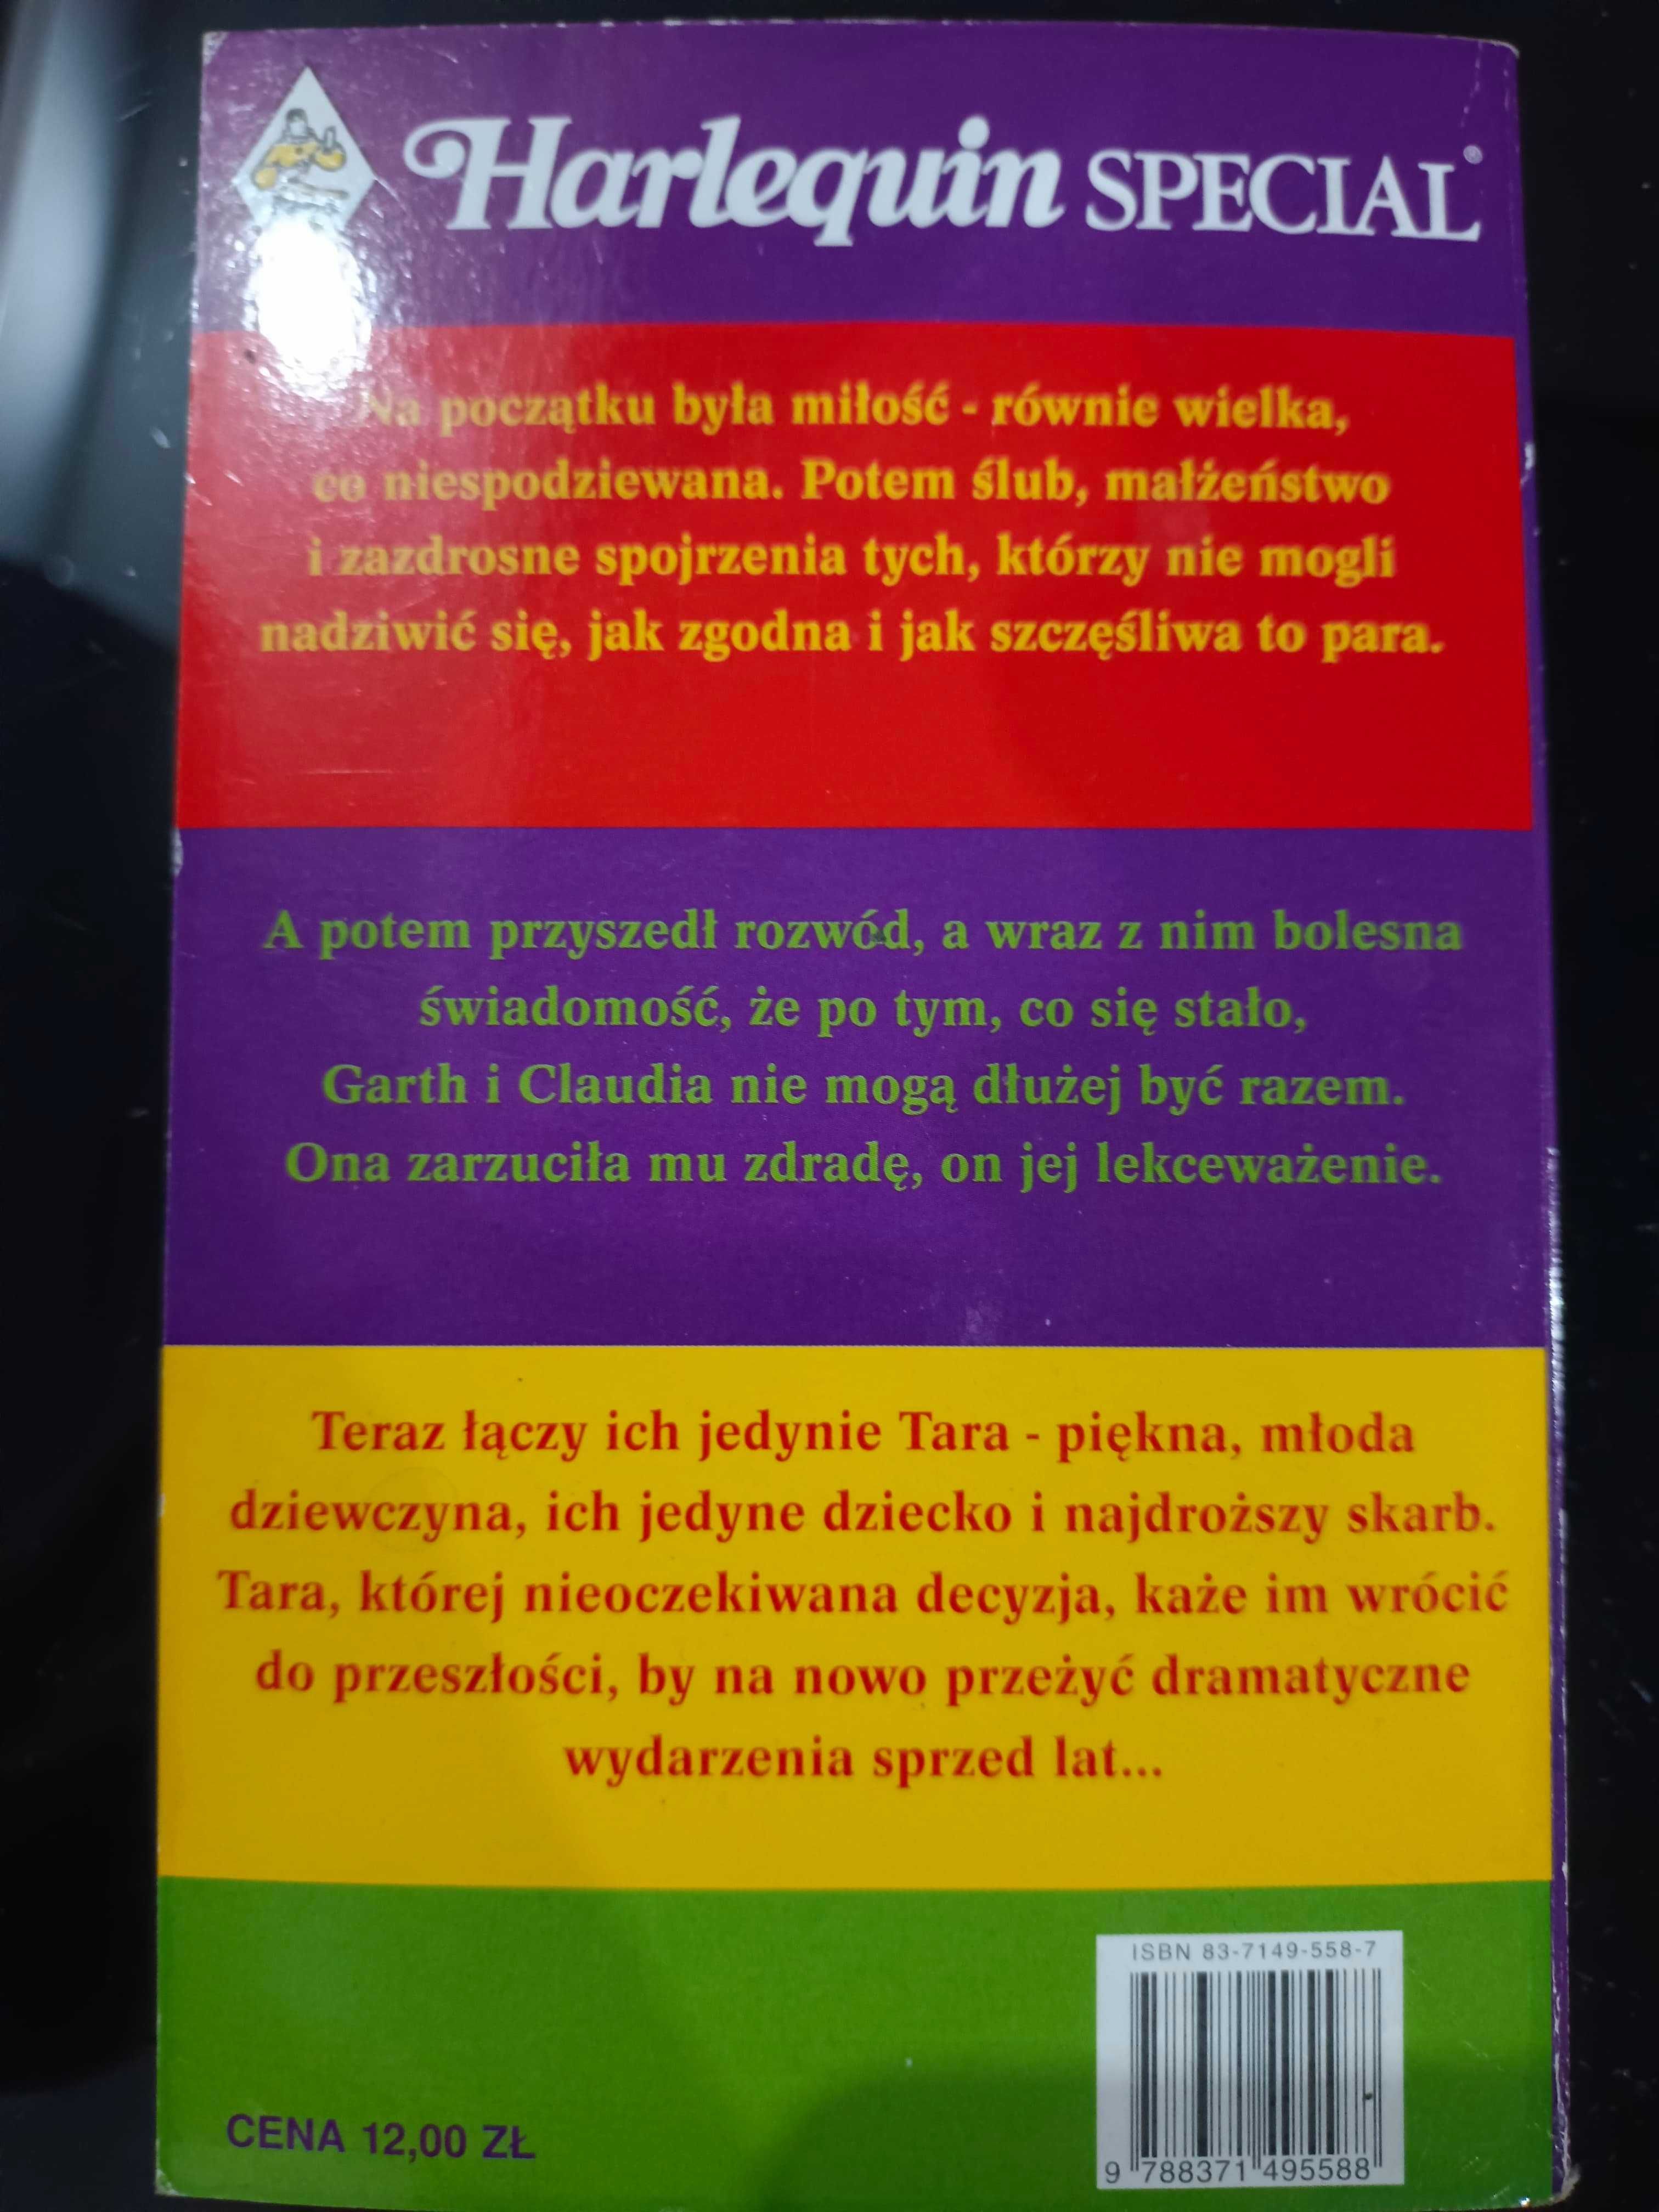 Harlequin SPECIAL®
Na początku była miłość - równie wielka,
co niespodziewana. Potem ślub, małżeństwo
i zazdrosne spojrzenia tych, którzy nie mogli
nadziwić się, jak zgodna i jak szczęśliwa to para.
A potem przyszedł rozwód, a wraz z nim bolesna
świadomość, że po tym, co się stało,
Garth i Claudia nie mogą dłużej być razem.
Ona zarzuciła mu zdradę, on jej lekceważenie.
Teraz łączy ich jedynie Tara - piękna, młoda
dziewczyna, ich jedyne dziecko i najdroższy skarb.
Tara, której nieoczekiwana decyzja, każe im wrócić
do przeszłości, by na nowo przeżyć dramatyczne
wydarzenia sprzed lat...
ISBN 83-7149-558-7
9 788371 495588
CENA 12,00 ZŁ